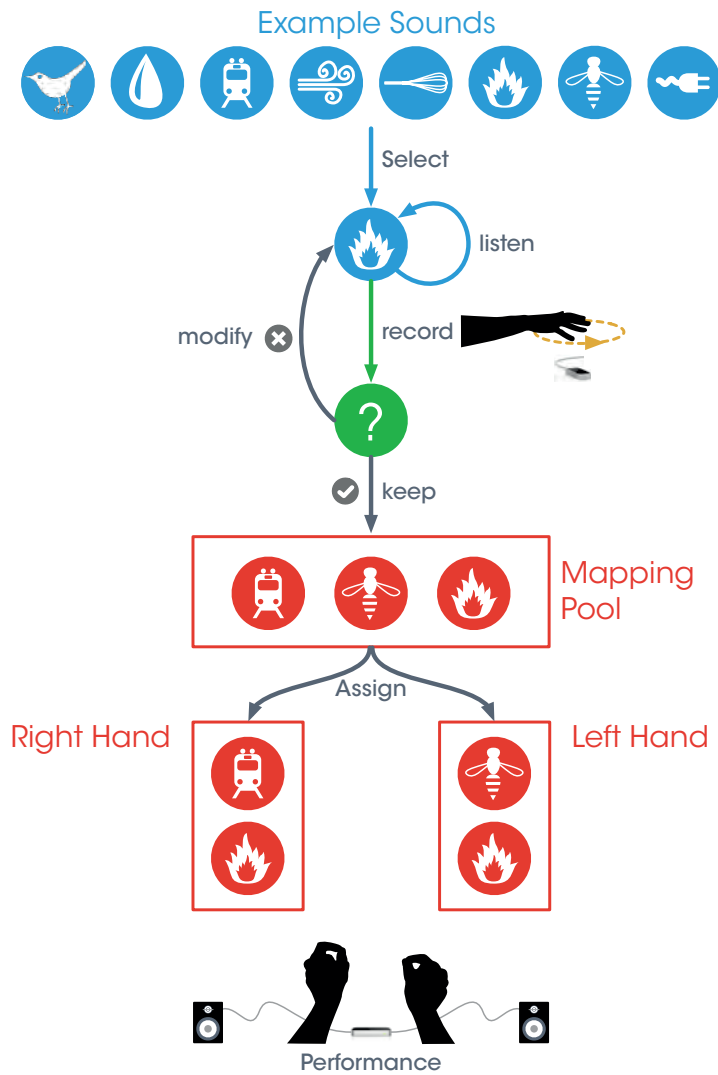 Example Sounds
Select
listen
modify
record
?
keep
Mapping
Pool
Assign
Right Hand
Left Hand
Performance